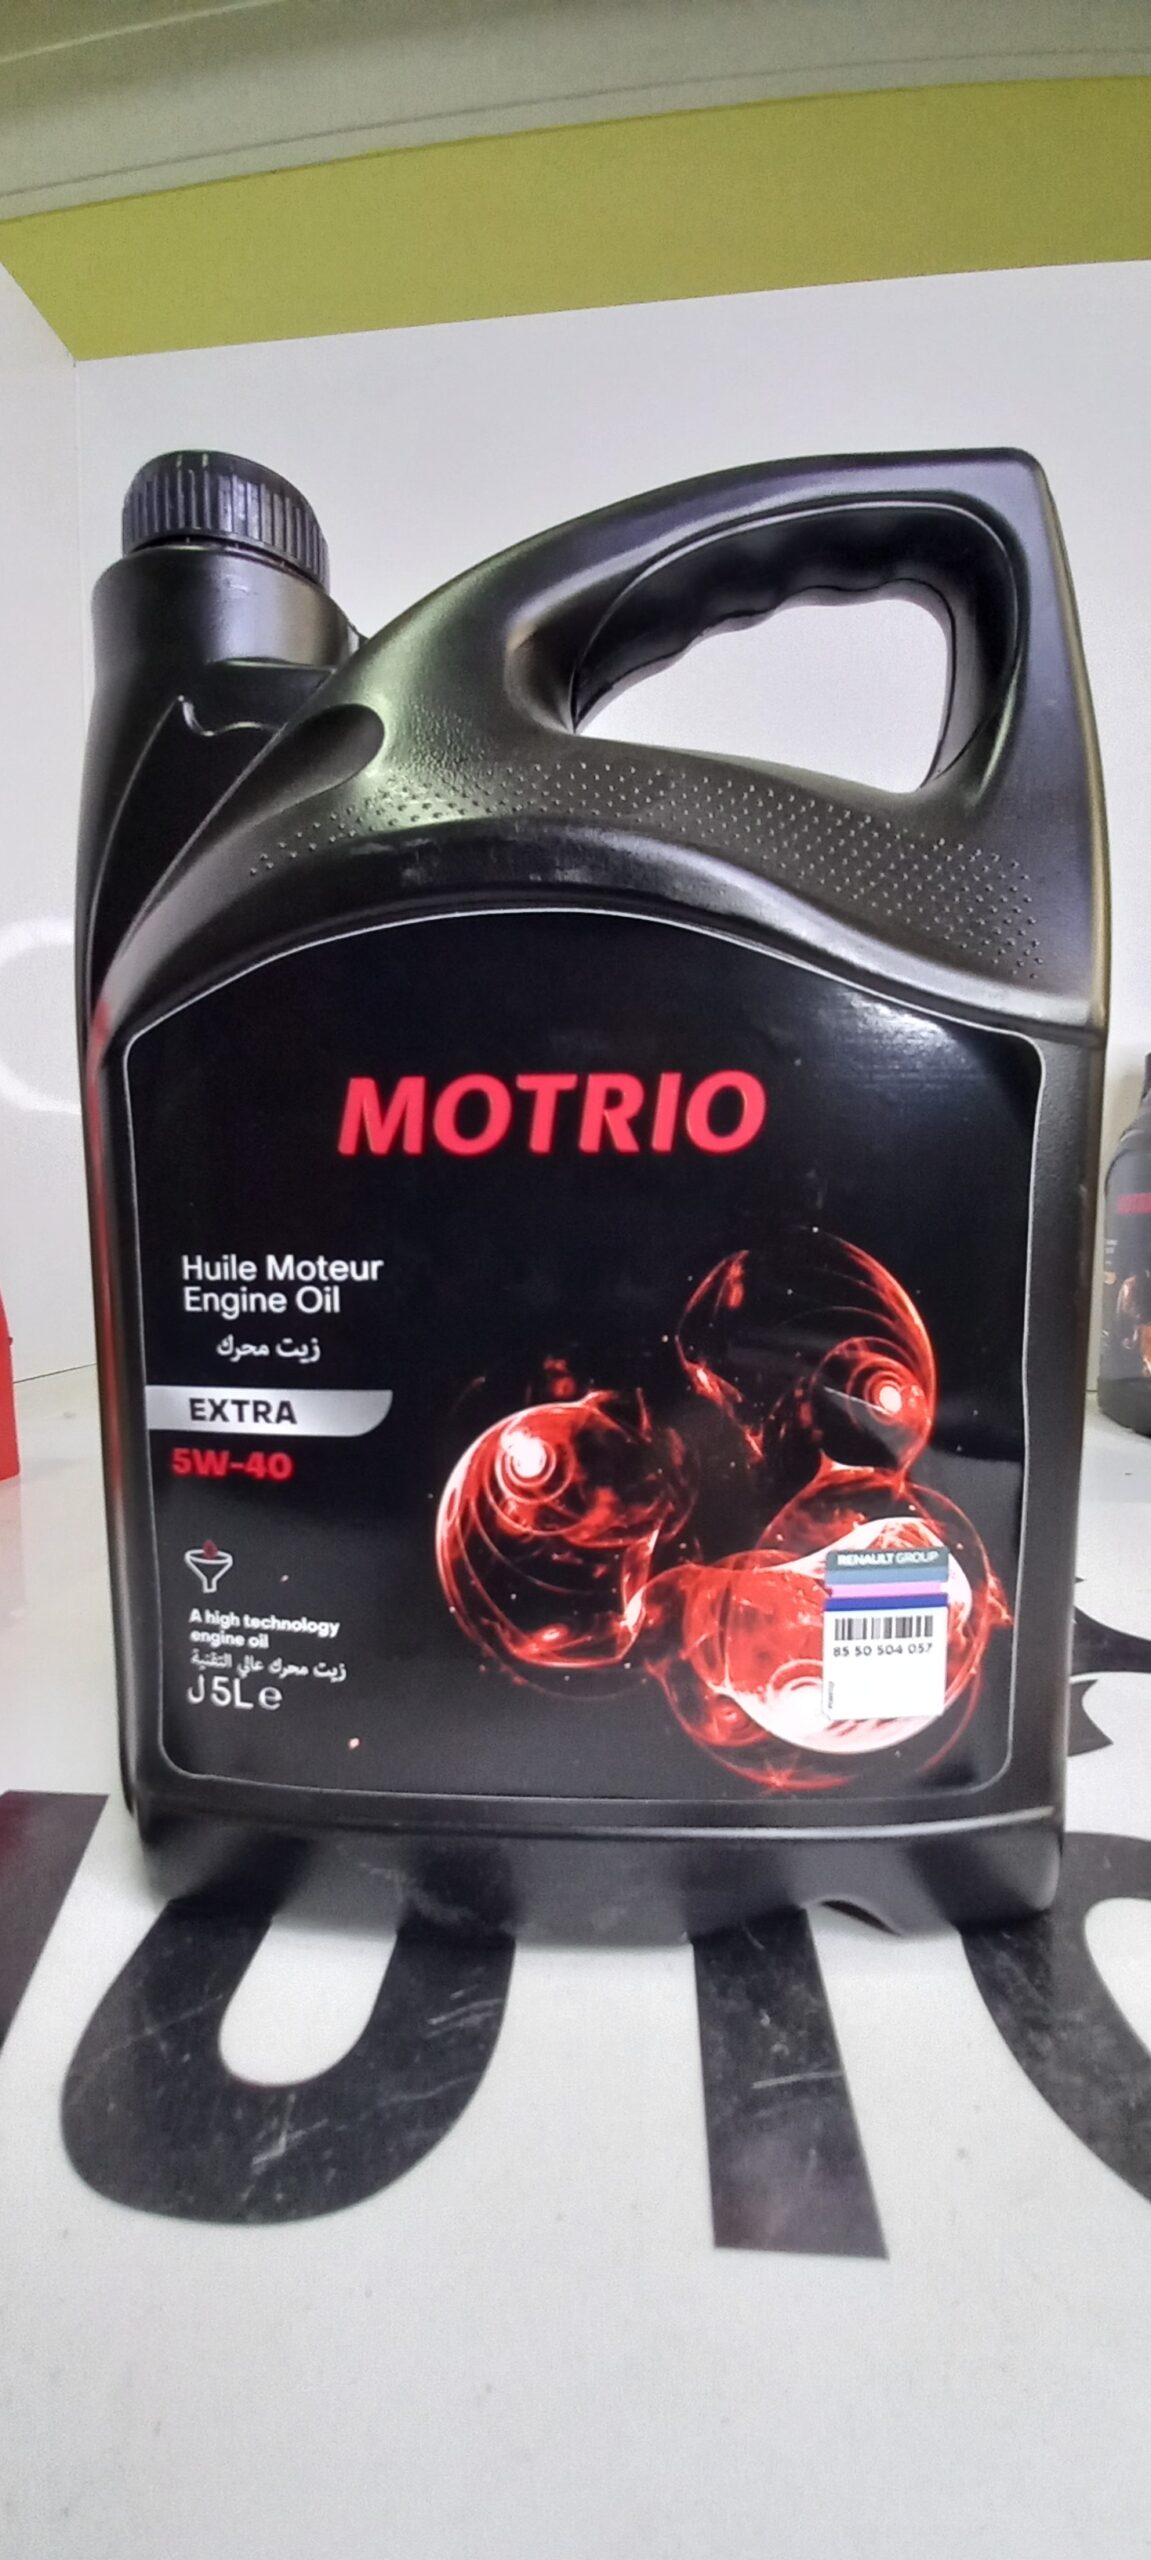 MOTRIO
Huile Moteur
Engine Oil
زيت محرك
EXTRA
5W-40
A high technology
engine oil
زيت محرك عالي التقنية
5L e ل
RENAULT GROUP
85 50 504 057